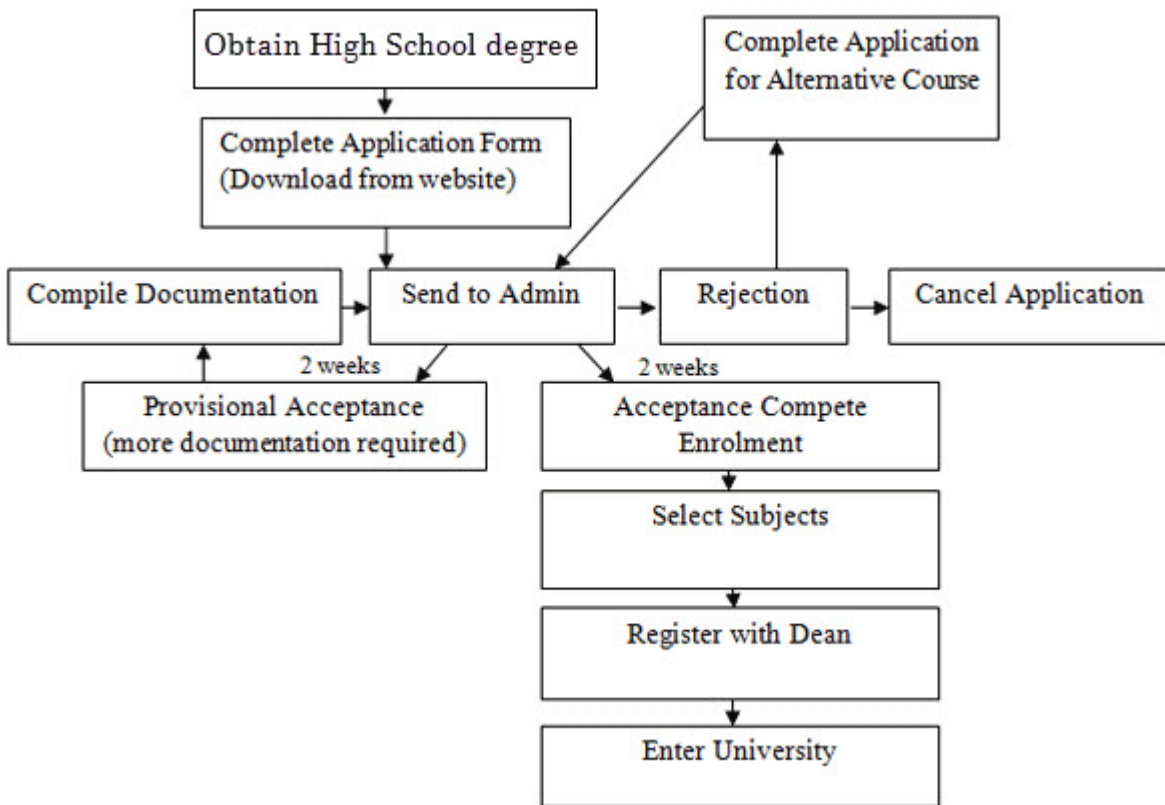 Obtain High School degree
Complete Application
for Alternative Course
Complete Application Form
(Download from website)
Compile Documentation
Send to Admin
Rejection
Cancel Application
2 weeks
2 weeks
Provisional Acceptance
(more documentation required)
Acceptance Compete
Enrolment
Select Subjects
Register with Dean
Enter University